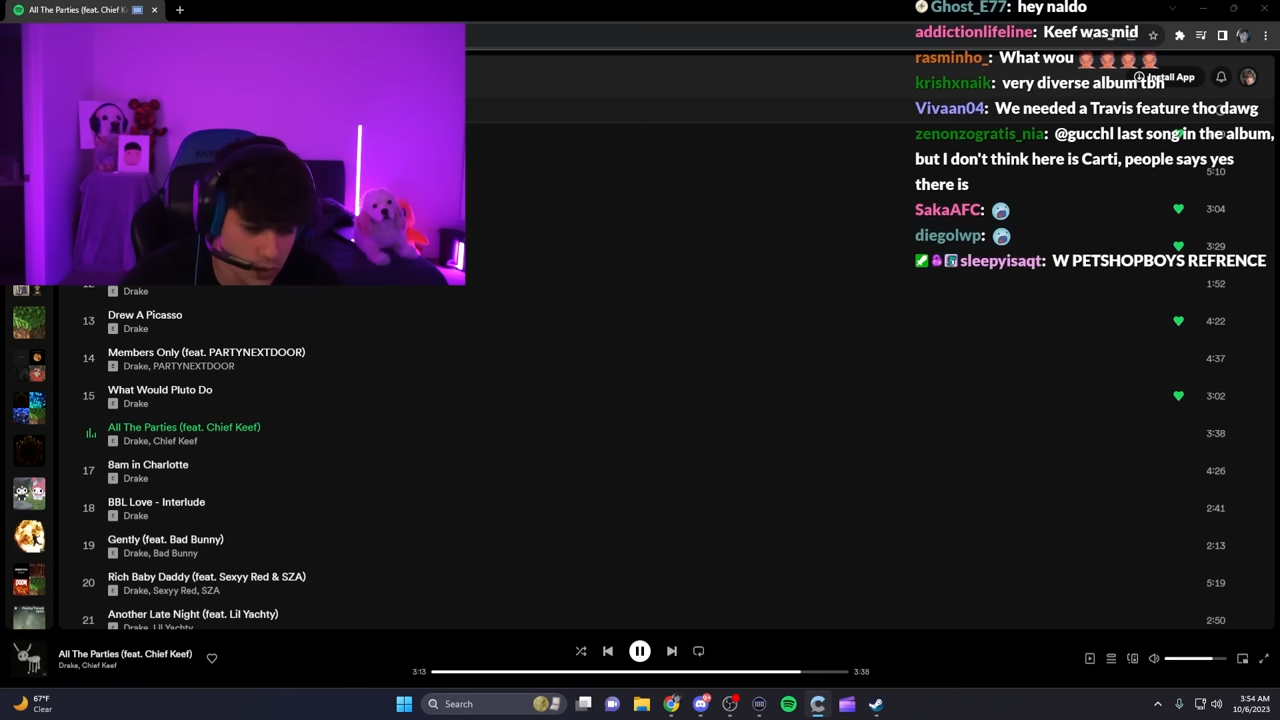 All The Parties (feat. Chief K
Ghost_E77: hey naldo
addictionlifeline: Keef was mid
rasminho_: What wou
Install App
krishxnaik: very diverse album tbh
Vivaan04: We needed a Travis feature tho dawg
zenonzogratis_nia: @gucchl last song in the album,
but I don't think here is Carti, people says yes
5:10
there is
SakaAFC:
3:04
diegolwp:
3:29
sleepyisaqt: W PETSHOPBOYS REFRENCE
12
E Drake
1:52
13
Drew A Picasso
E Drake
4:22
14
Members Only (feat. PARTYNEXTDOOR)
E Drake, PARTYNEXTDOOR
4:37
15
What Would Pluto Do
E Drake
3:02
All The Parties (feat. Chief Keef)
E Drake, Chief Keef
3:38
17
8am in Charlotte
E Drake
4:26
18
BBL Love - Interlude
E Drake
2:41
19
Gently (feat. Bad Bunny)
E Drake, Bad Bunny
2:13
20
Rich Baby Daddy (feat. Sexyy Red & SZA)
E Drake, Sexyy Red, SZA
5:19
21
Another Late Night (feat. Lil Yachty)
Drake, Lil Yachty
2:50
All The Parties (feat. Chief Keef)
Drake, Chief Keef
3:13
3:38
67°F
Clear
Search
3:54 AM
10/6/2023